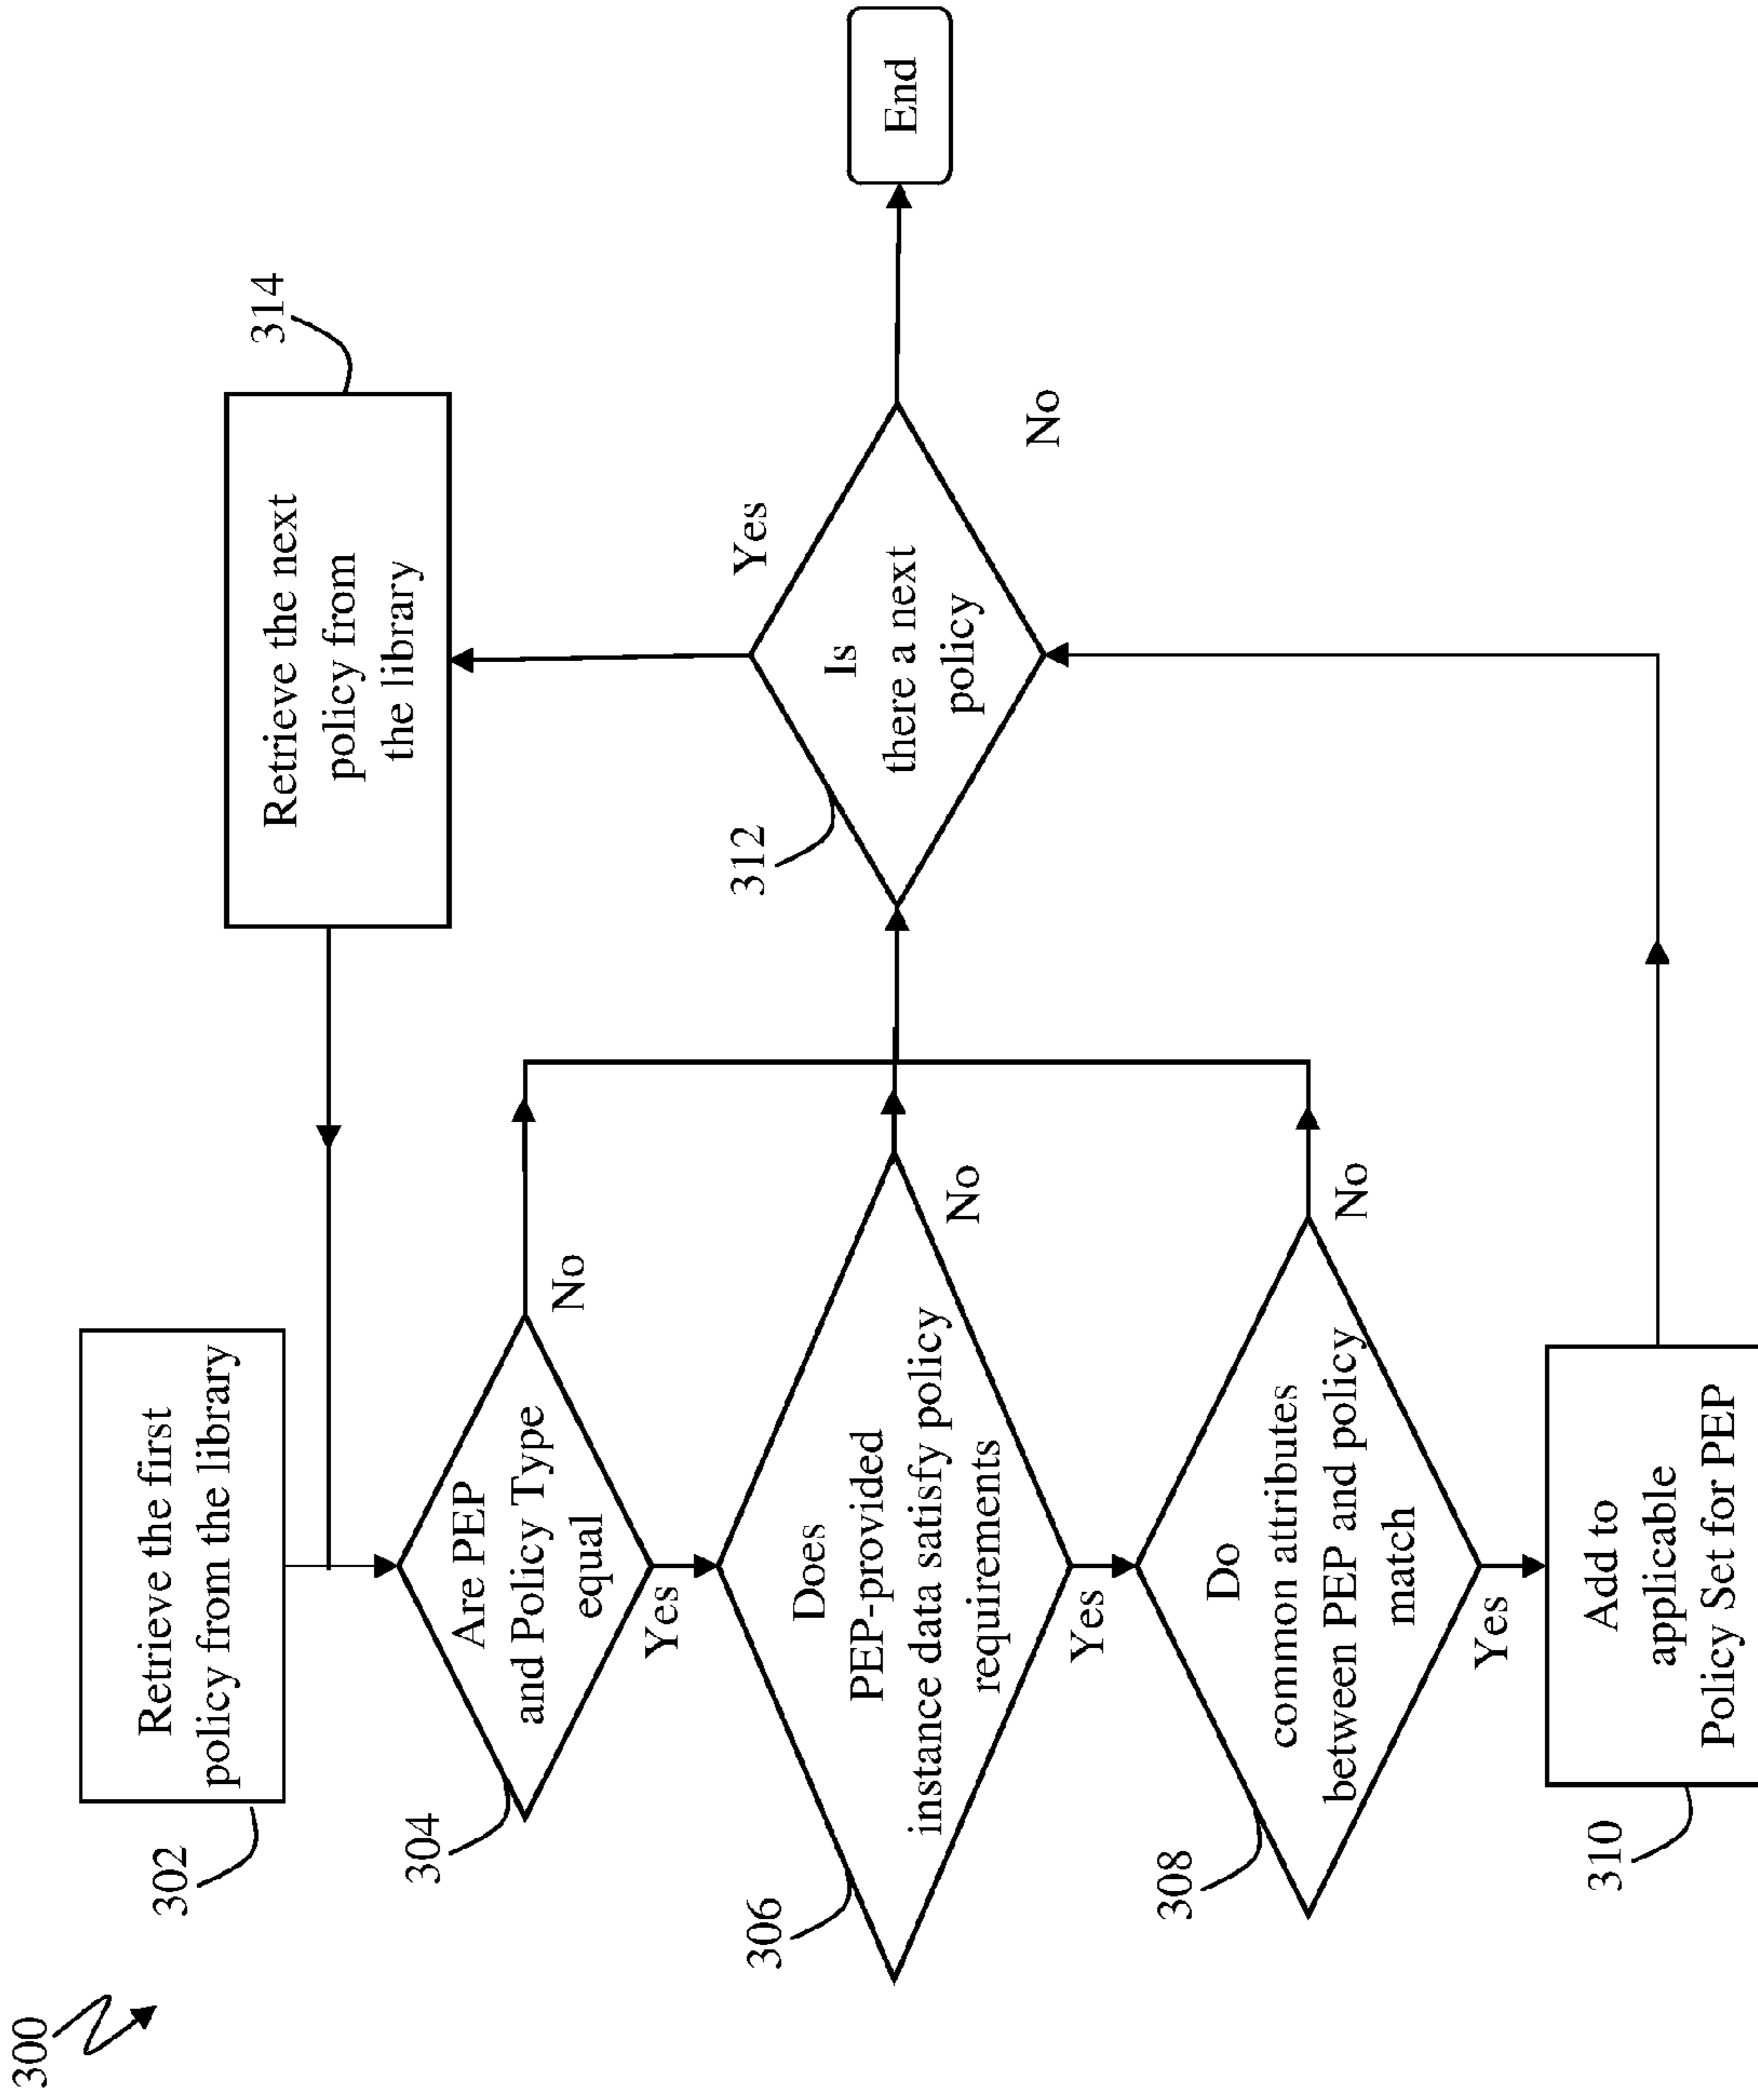 300
302
Retrieve the first
policy from the library
304
Are PEP
and Policy Type
equal
No
Yes
306
Does
PEP-provided
instance data satisfy policy
requirements
No
Yes
308
Do
common attributes
between PEP and policy
match
No
Yes
310
Add to
applicable
Policy Set for PEP
312
Is
there a next
policy
Yes
No
314
Retrieve the next
policy from
the library
End